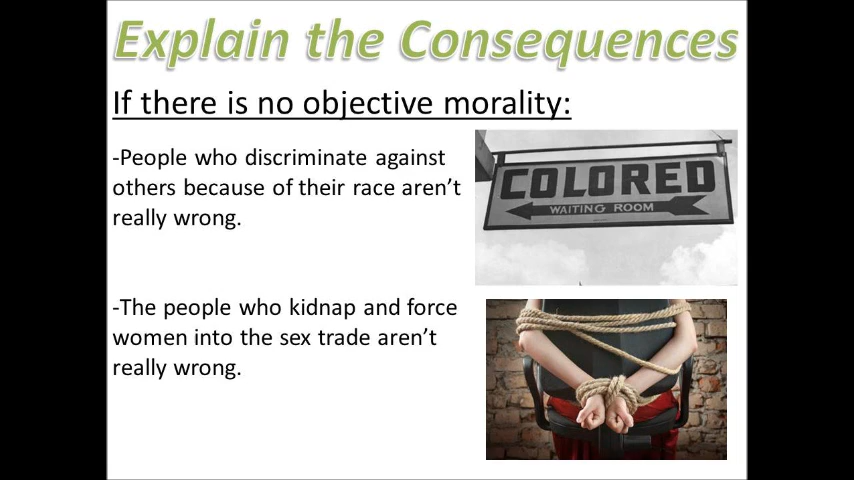 Explain the Consequences
If there is no objective morality:
-People who discriminate against
others because of their race aren’t
really wrong.
COLORED
WAITING ROOM
-The people who kidnap and force
women into the sex trade aren’t
really wrong.